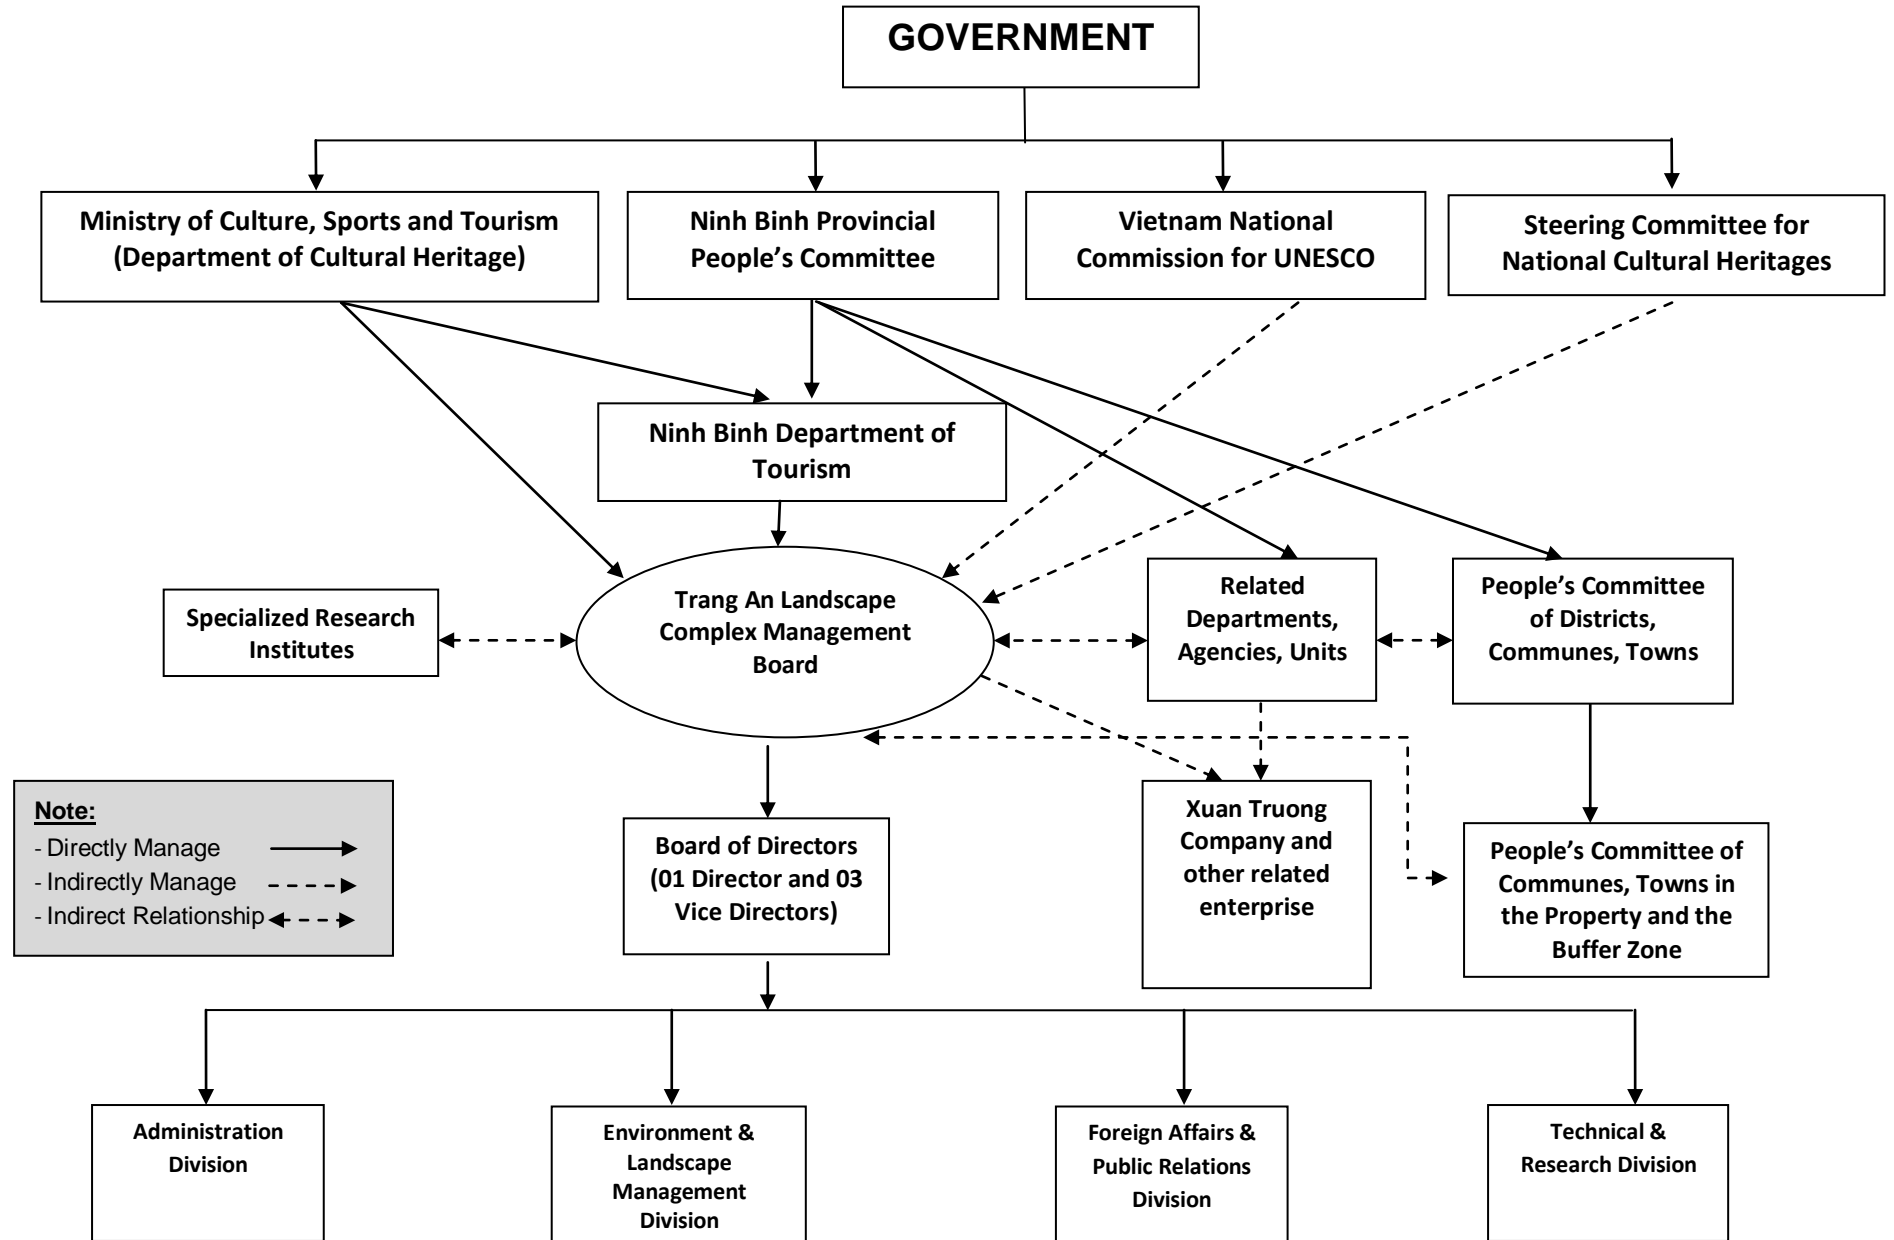 GOVERNMENT
Ministry of Culture, Sports and Tourism
(Department of Cultural Heritage)
Ninh Binh Provincial
People’s Committee
Vietnam National
Commission for UNESCO
Steering Committee for
National Cultural Heritages
Ninh Binh Department of
Tourism
Specialized Research
Institutes
Trang An Landscape
Complex Management
Board
Related
Departments,
Agencies, Units
People’s Committee
of Districts,
Communes, Towns
Note:
- Directly Manage
- Indirectly Manage
- Indirect Relationship
Board of Directors
(01 Director and 03
Vice Directors)
Xuan Truong
Company and
other related
enterprise
People’s Committee of
Communes, Towns in
the Property and the
Buffer Zone
Administration
Division
Environment &
Landscape
Management
Division
Foreign Affairs &
Public Relations
Division
Technical &
Research Division